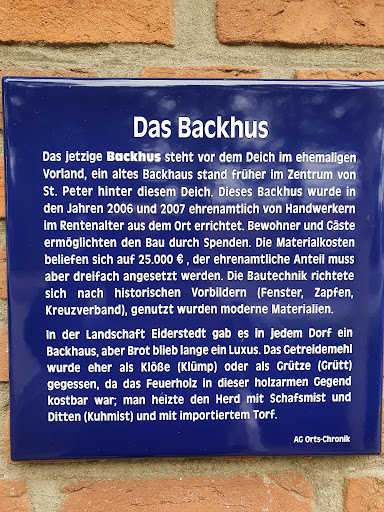 Das Backhus
Das jetzige Backhus steht vor dem Deich im ehemaligen
Vorland, ein altes Backhaus stand früher im Zentrum von
St. Peter hinter diesem Deich. Dieses Backhus wurde in
den Jahren 2006 und 2007 ehrenamtlich von Handwerkern
im Rentenalter aus dem Ort errichtet. Bewohner und Gäste
ermöglichten den Bau durch Spenden. Die Materialkosten
beliefen sich auf 25.000 € , der ehrenamtliche Anteil muss
aber dreifach angesetzt werden. Die Bautechnik richtete
sich nach historischen Vorbildern (Fenster, Zapfen,
Kreuzverband), genutzt wurden moderne Materialien.
In der Landschaft Eiderstedt gab es in jedem Dorf ein
Backhaus, aber Brot blieb lange ein Luxus. Das Getreidemehl
wurde eher als Klöße (Klümp) oder als Grütze (Grütt)
gegessen, da das Feuerholz in dieser holzarmen Gegend
kostbar war; man heizte den Herd mit Schafsmist und
Ditten (Kuhmist) und mit importiertem Torf.
AG Orts-Chronik